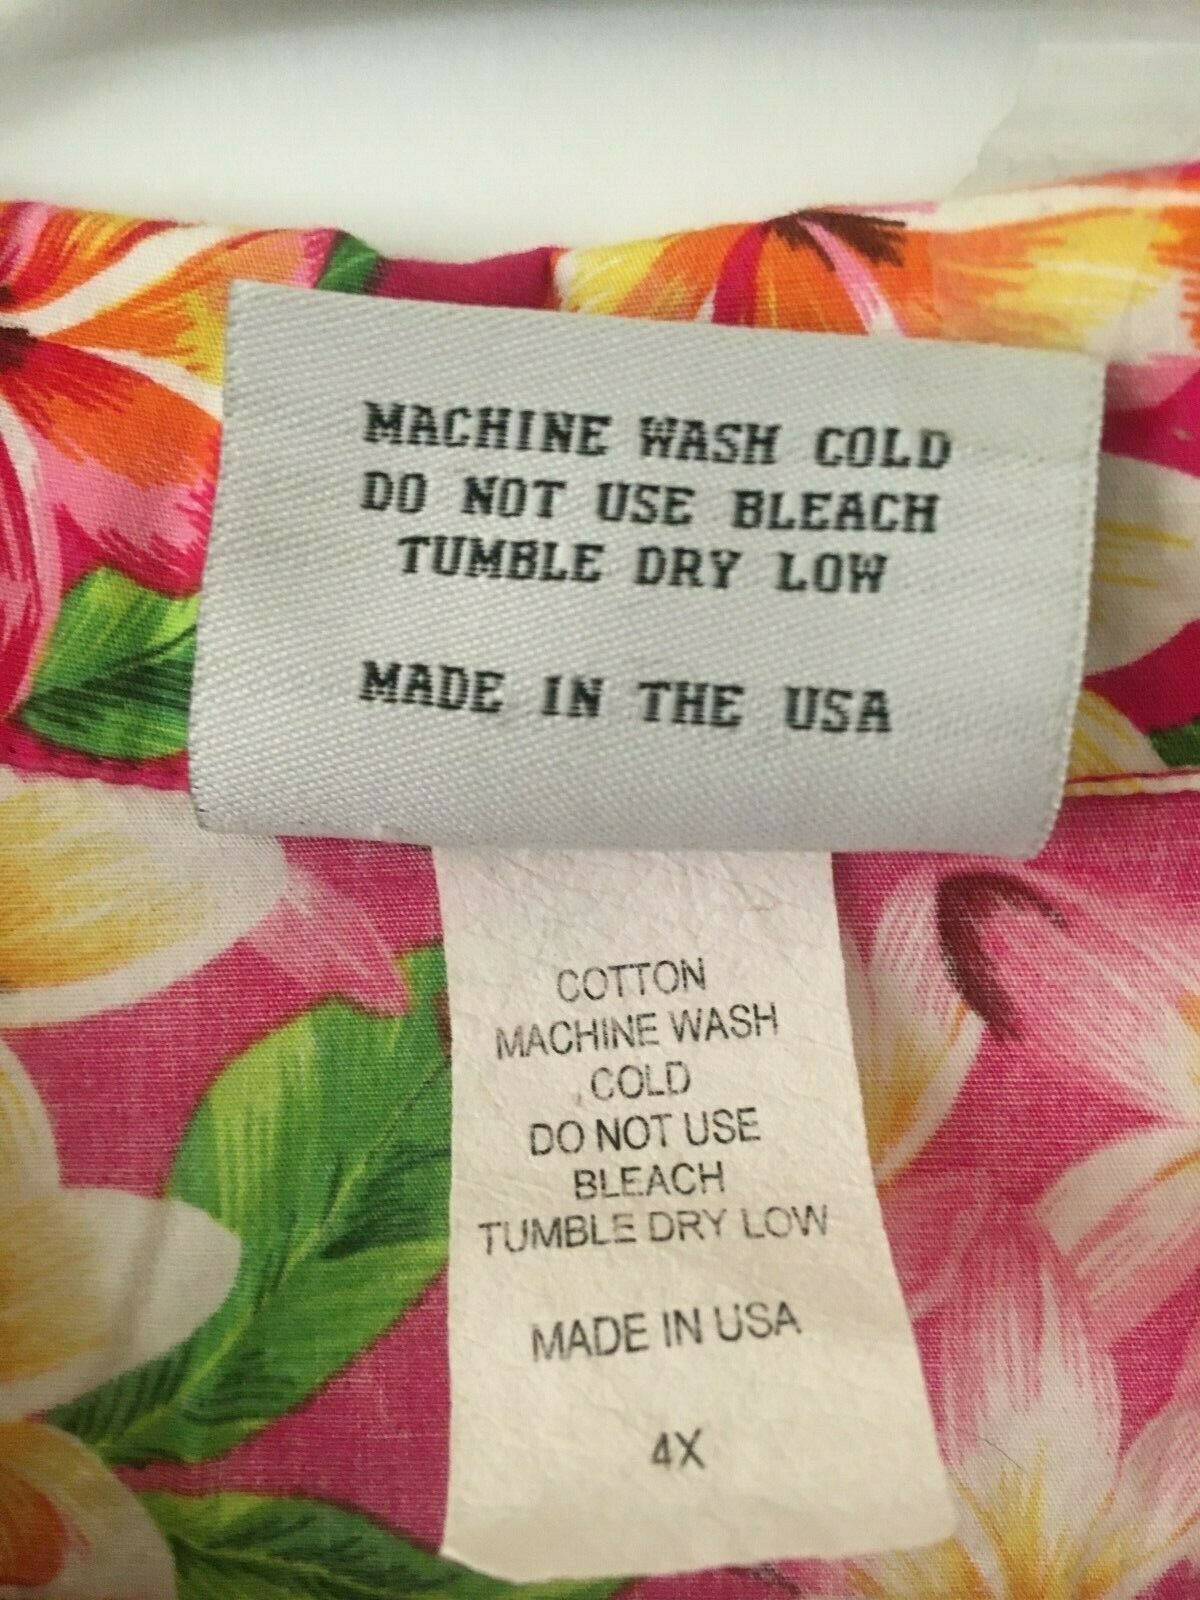 MACHINE WASH COLD
DO NOT USE BLEACH
TUMBLE DRY LOW
MADE IN THE USA
COTTON
MACHINE WASH
COLD
DO NOT USE
BLEACH
TUMBLE DRY LOW
MADE IN USA
4X